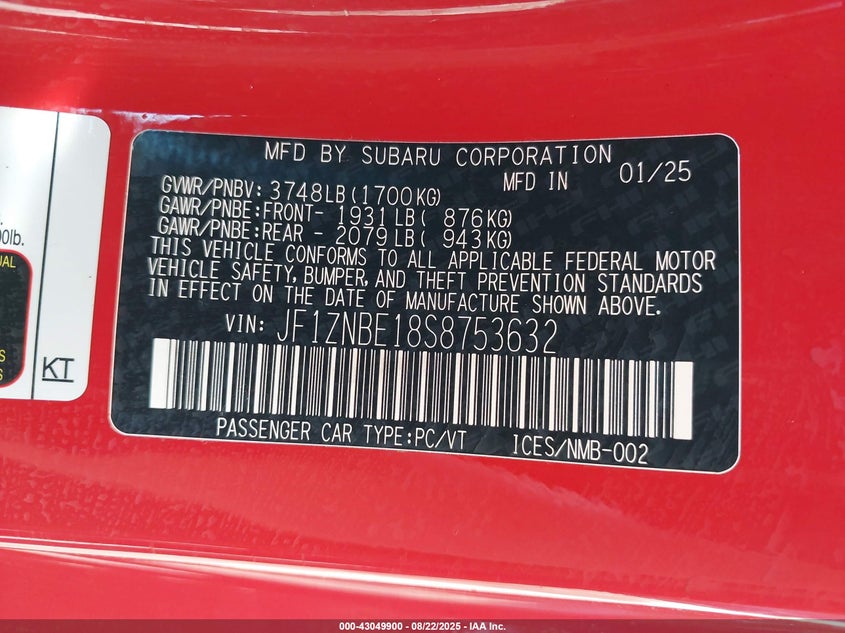 MFD BY SUBARU CORPORATION
MFD IN 01/25
GVWR/PNBV: 3748LB(1700KG)
GAWR/PNBE:FRONT- 1931LB( 876KG)
GAWR/PNBE:REAR - 2079LB( 943KG)
THIS VEHICLE CONFORMS TO ALL APPLICABLE FEDERAL MOTOR
VEHICLE SAFETY, BUMPER, AND THEFT PREVENTION STANDARDS
IN EFFECT ON THE DATE OF MANUFACTURE SHOWN ABOVE.
VIN: JF1ZNBE18S8753632
PASSENGER CAR TYPE:PC/VT ICES/NMB-002
KT
000-43049900 - 08/22/2025 - IAA Inc.